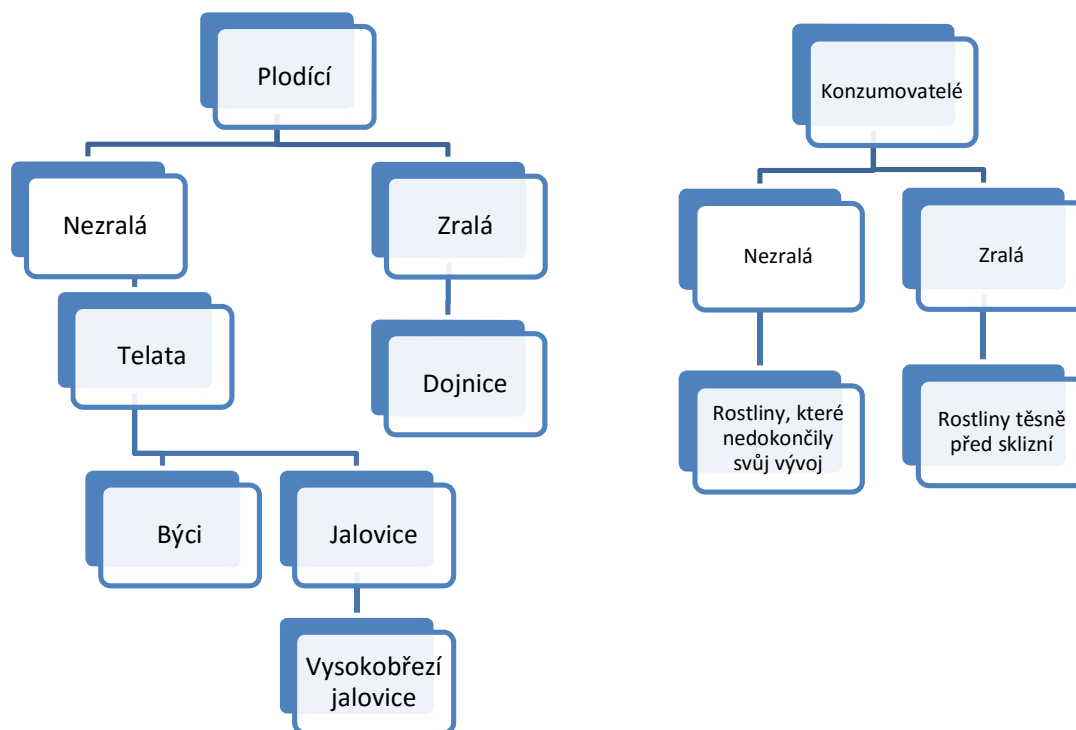 Plodící
Nezralá
Zralá
Telata
Dojnice
Býci
Jalovice
Vysokobřezí
jalovice
Konzumovatelé
Nezralá
Zralá
Rostliny, které
nedokončily
svůj vývoj
Rostliny těsně
před sklizní